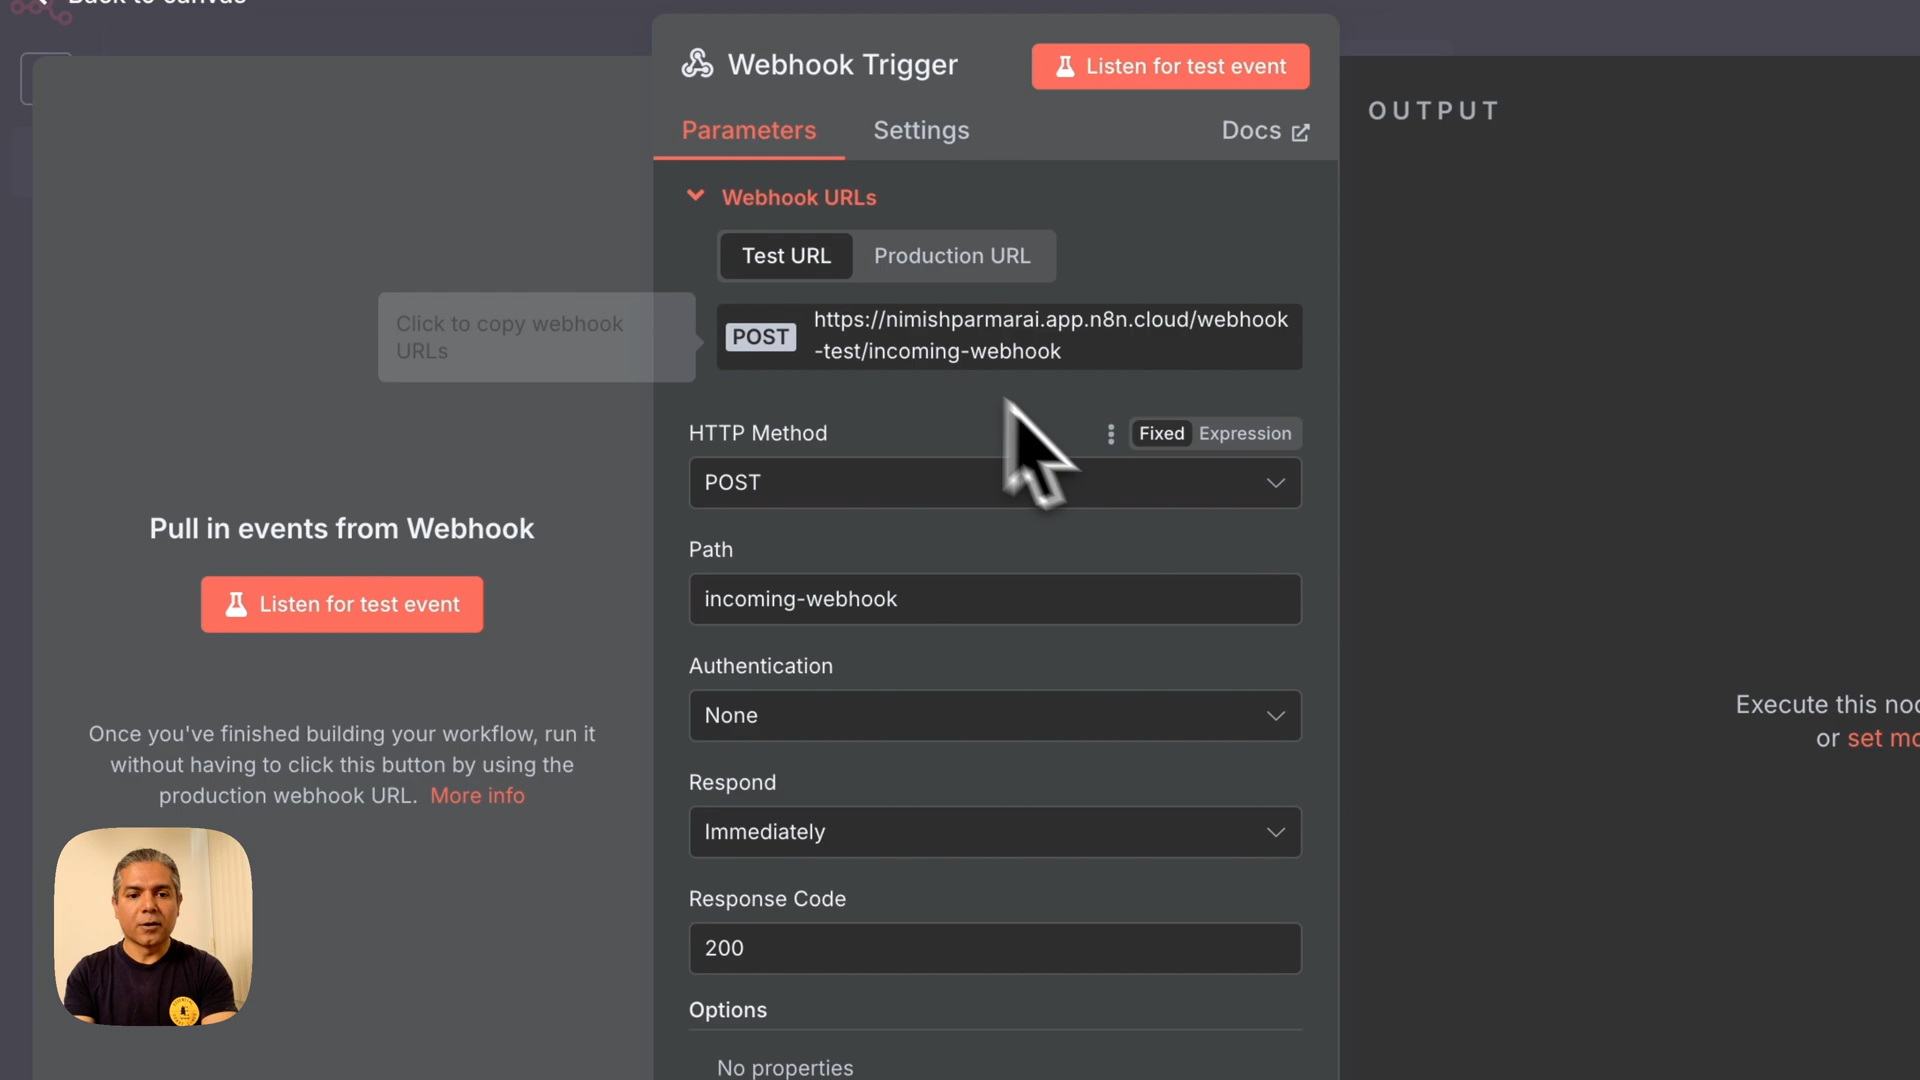 Back to canvas
Webhook Trigger
Listen for test event
OUTPUT
Parameters
Settings
Docs
Webhook URLs
Test URL
Production URL
Click to copy webhook
URLs
POST
https://nimishparmarai.app.n8n.cloud/webhook
-test/incoming-webhook
HTTP Method
Fixed
Expression
POST
Pull in events from Webhook
Path
incoming-webhook
Listen for test event
Authentication
None
Execute this
or set
Once you've finished building your workflow, run it
without having to click this button by using the
production webhook URL. More info
Respond
Immediately
Response Code
200
Options
No properties